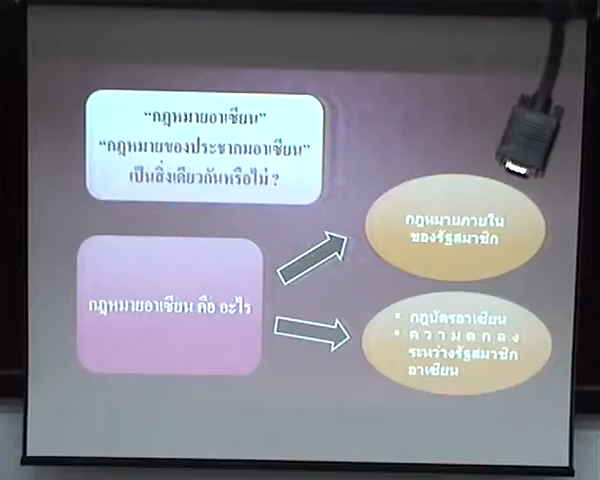 “กฎหมายอาเซียน”
“กฎหมายของประชาคมอาเซียน”
เป็นสิ่งเดียวกันหรือไม่ ?
กฎหมายอาเซียน คือ อะไร
กฎหมายภายใน
ของรัฐสมาชิก
• กฎบัตรอาเซียน
• ความตกลง
ระหว่างรัฐสมาชิก
อาเซียน